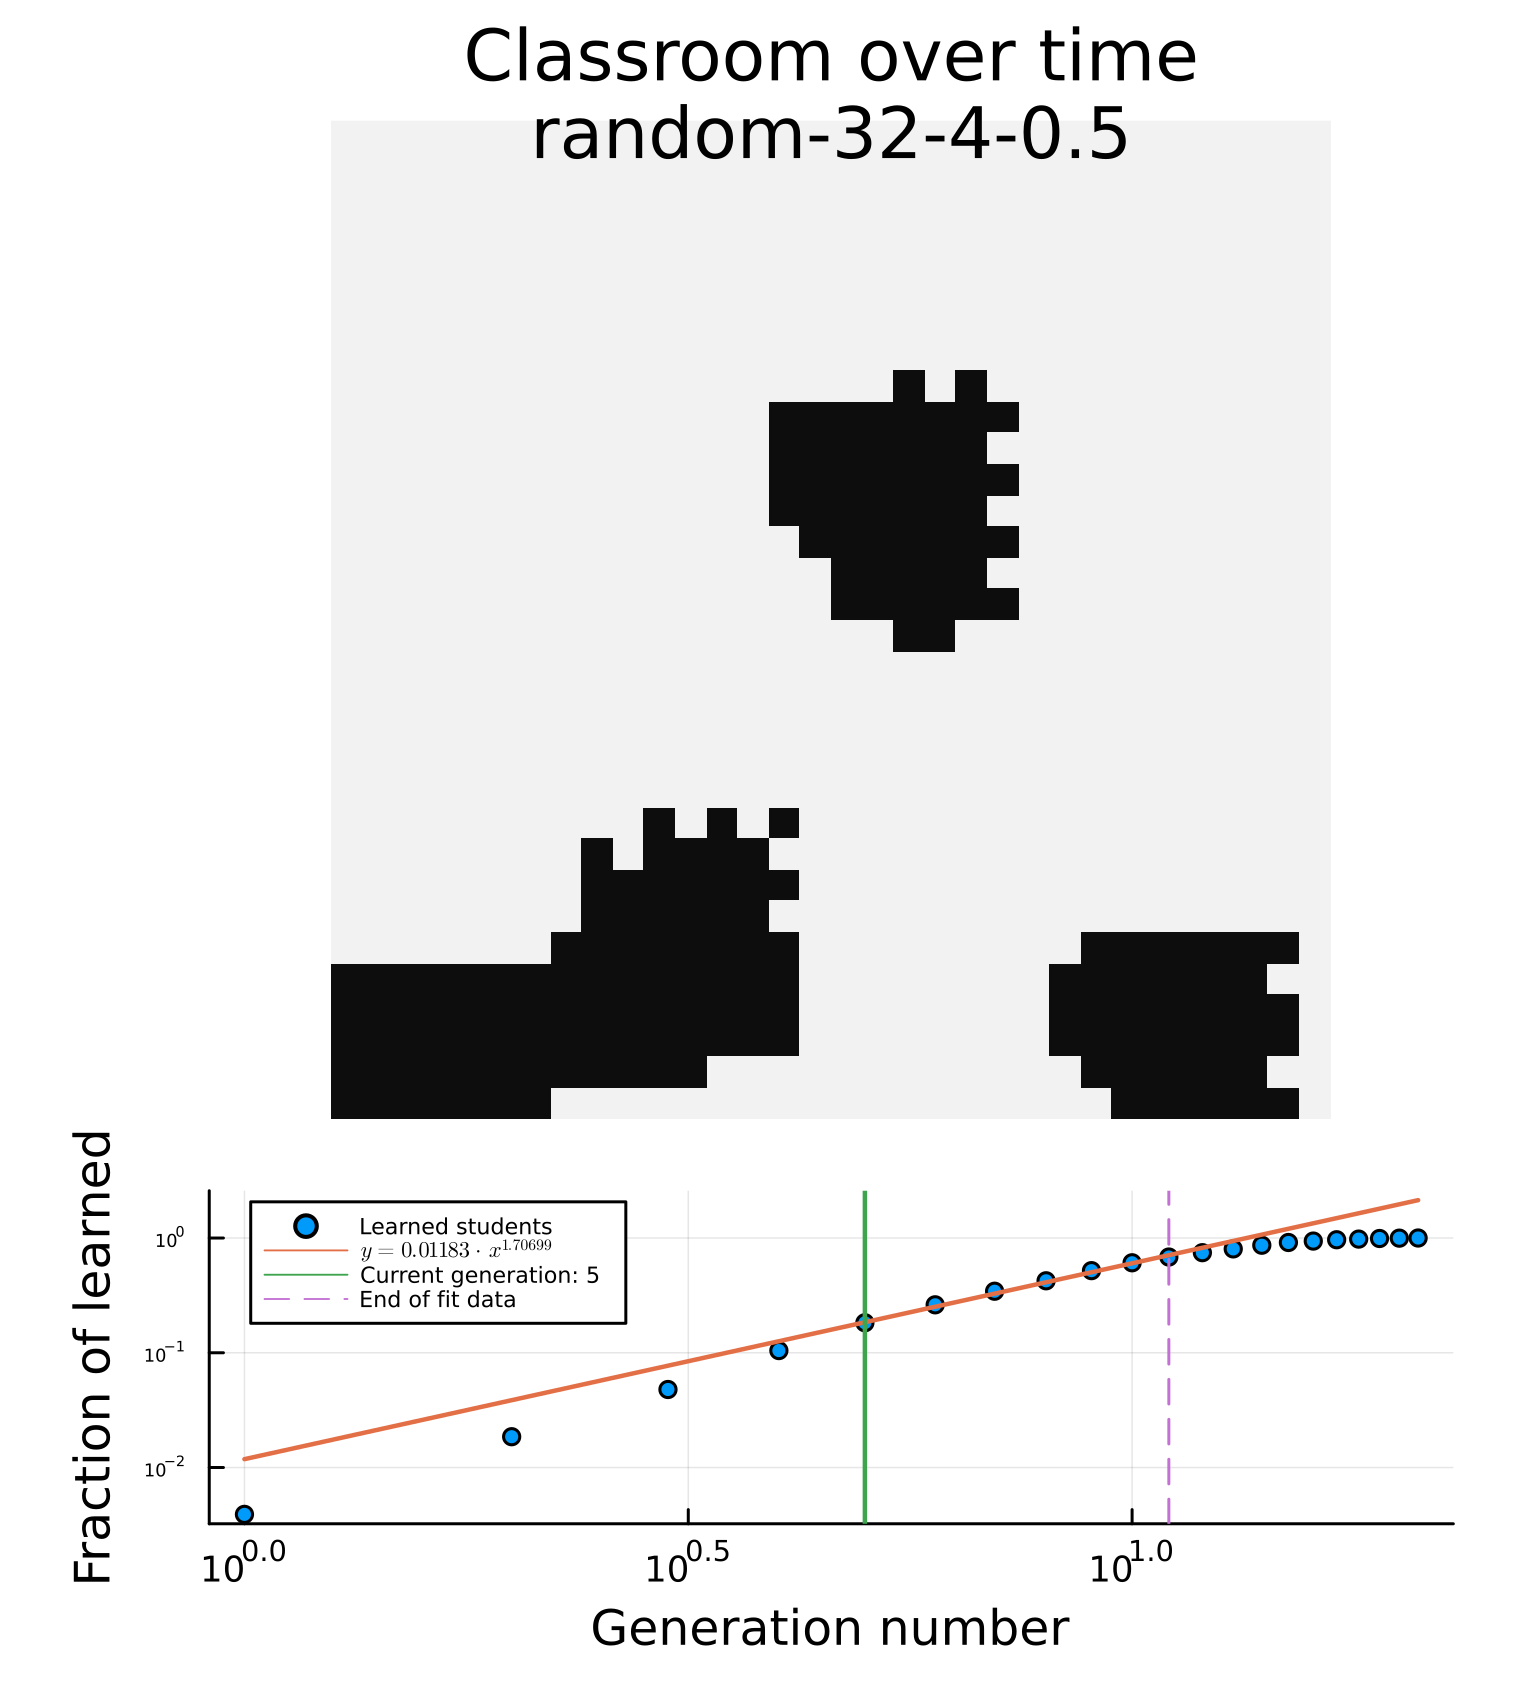 Classroom over time
random-32-4-0.5
Fraction of learned
10⁰
10⁻¹
10⁻²
Learned students
y = 0.01183 · x^1.70699
Current generation: 5
End of fit data
10^0.0
10^0.5
10^1.0
Generation number